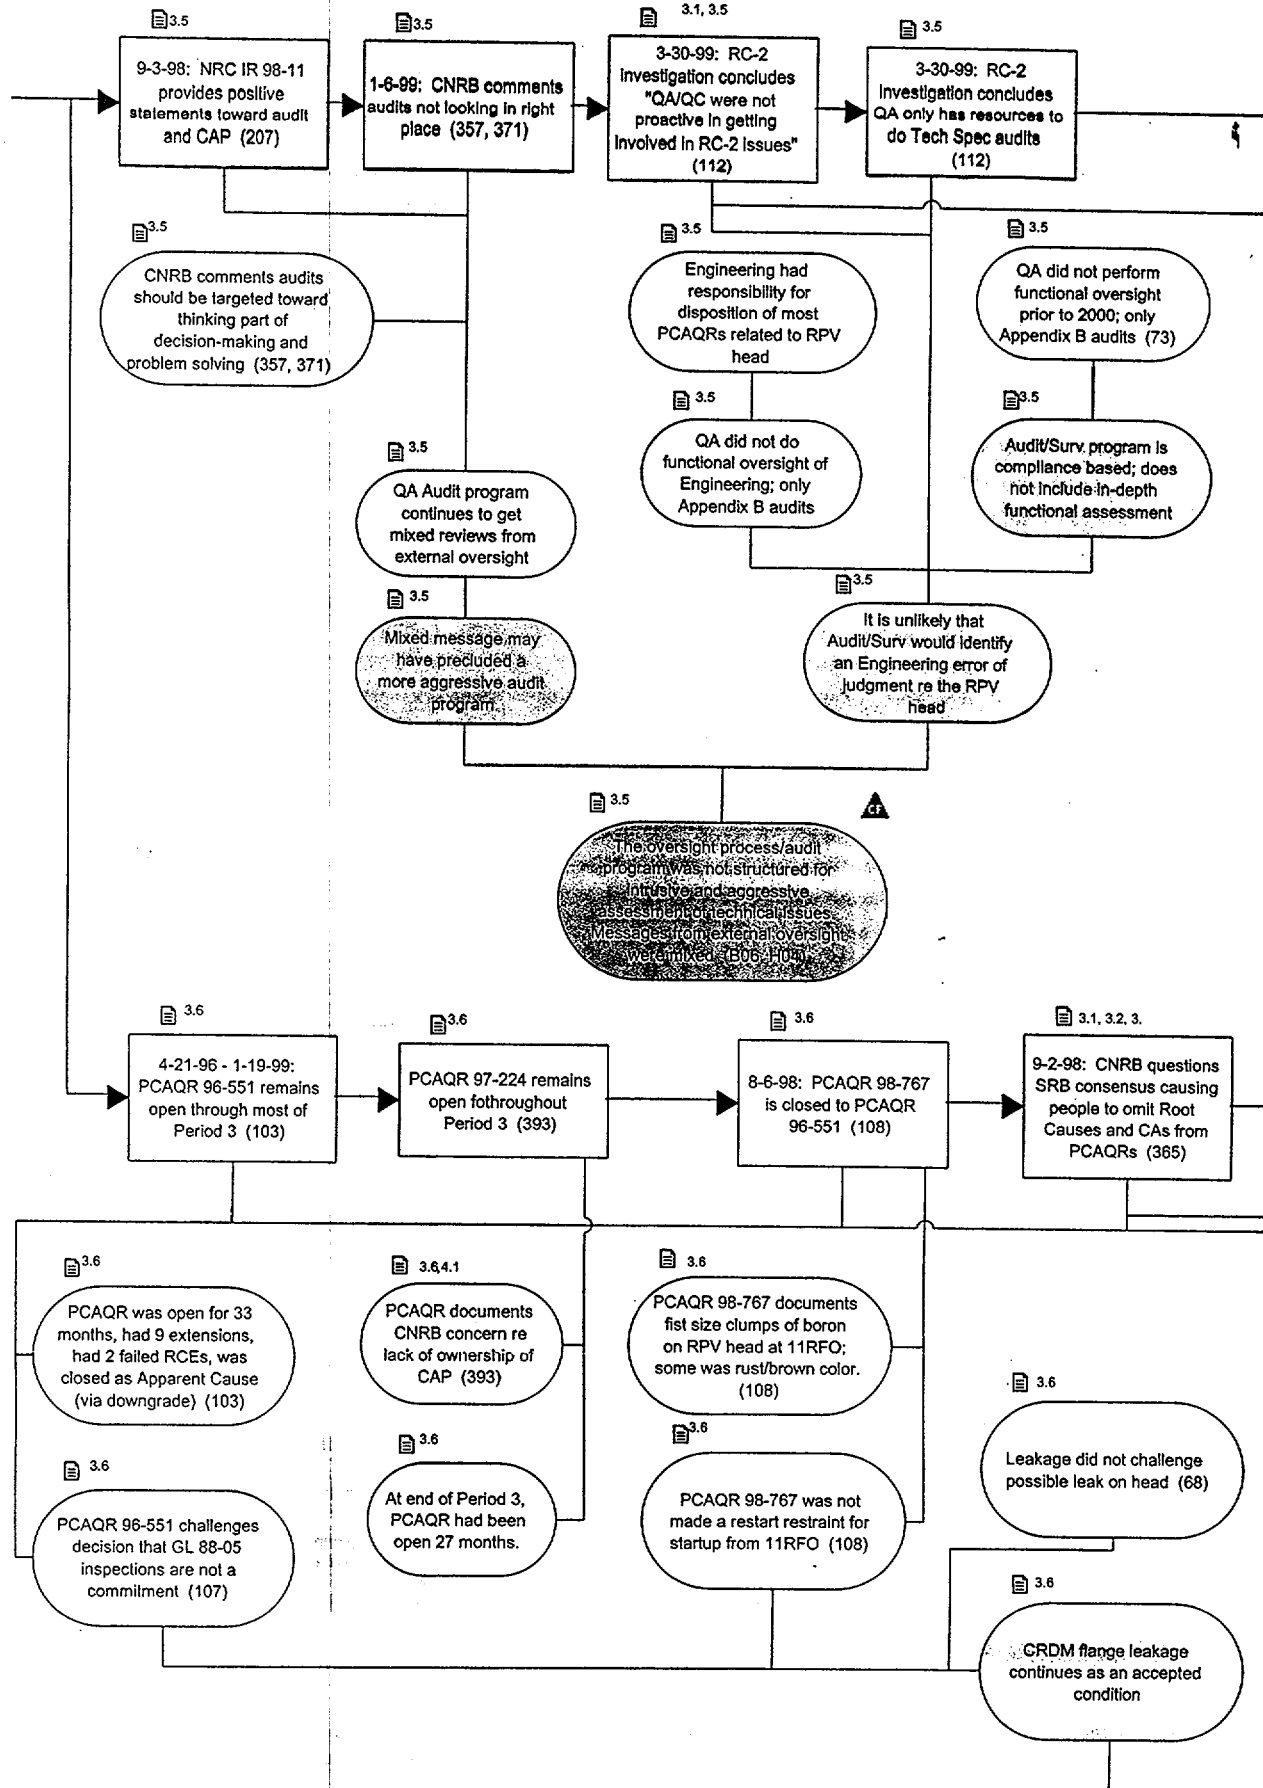 3.5
9-3-98: NRC IR 98-11
provides positive
statements toward audit
and CAP (207)
3.5
1-6-99: CNRB comments
audits not looking in right
place (357, 371)
3.1, 3.5
3-30-99: RC-2
Investigation concludes
"QA/QC were not
proactive in getting
involved in RC-2 issues"
(112)
3.5
3-30-99: RC-2
Investigation concludes
QA only has resources to
do Tech Spec audits
(112)
3.5
CNRB comments audits
should be targeted toward
thinking part of
decision-making and
problem solving (357, 371)
3.5
Engineering had
responsibility for
disposition of most
PCAQRs related to RPV
head
3.5
QA did not perform
functional oversight
prior to 2000; only
Appendix B audits (73)
3.5
QA did not do
functional oversight of
Engineering; only
Appendix B audits
3.5
Audit/Surv program is
compliance based; does
not include in-depth
functional assessment
3.5
QA Audit program
continues to get
mixed reviews from
external oversight
3.5
Mixed message may
have precluded a
more aggressive audit
program
3.5
It is unlikely that
Audit/Surv would identify
an Engineering error of
judgment re the RPV
head
3.5
CF
The oversight process/audit
program was not structured for
intrusive and aggressive
assessment of technical issues.
Messages from external oversight
were mixed. (B06, H04)
3.6
4-21-96 - 1-19-99:
PCAQR 96-551 remains
open through most of
Period 3 (103)
3.6
PCAQR 97-224 remains
open fothroughout
Period 3 (393)
3.6
8-6-98: PCAQR 98-767
is closed to PCAQR
96-551 (108)
3.1, 3.2, 3.
9-2-98: CNRB questions
SRB consensus causing
people to omit Root
Causes and CAs from
PCAQRs (365)
3.6
PCAQR was open for 33
months, had 9 extensions,
had 2 failed RCEs, was
closed as Apparent Cause
(via downgrade) (103)
3.6,4.1
PCAQR documents
CNRB concern re
lack of ownership of
CAP (393)
3.6
PCAQR 98-767 documents
fist size clumps of boron
on RPV head at 11RFO;
some was rust/brown color.
(108)
3.6
PCAQR 96-551 challenges
decision that GL 88-05
inspections are not a
commitment (107)
3.6
At end of Period 3,
PCAQR had been
open 27 months.
3.6
PCAQR 98-767 was not
made a restart restraint for
startup from 11RFO (108)
3.6
Leakage did not challenge
possible leak on head (68)
3.6
CRDM flange leakage
continues as an accepted
condition